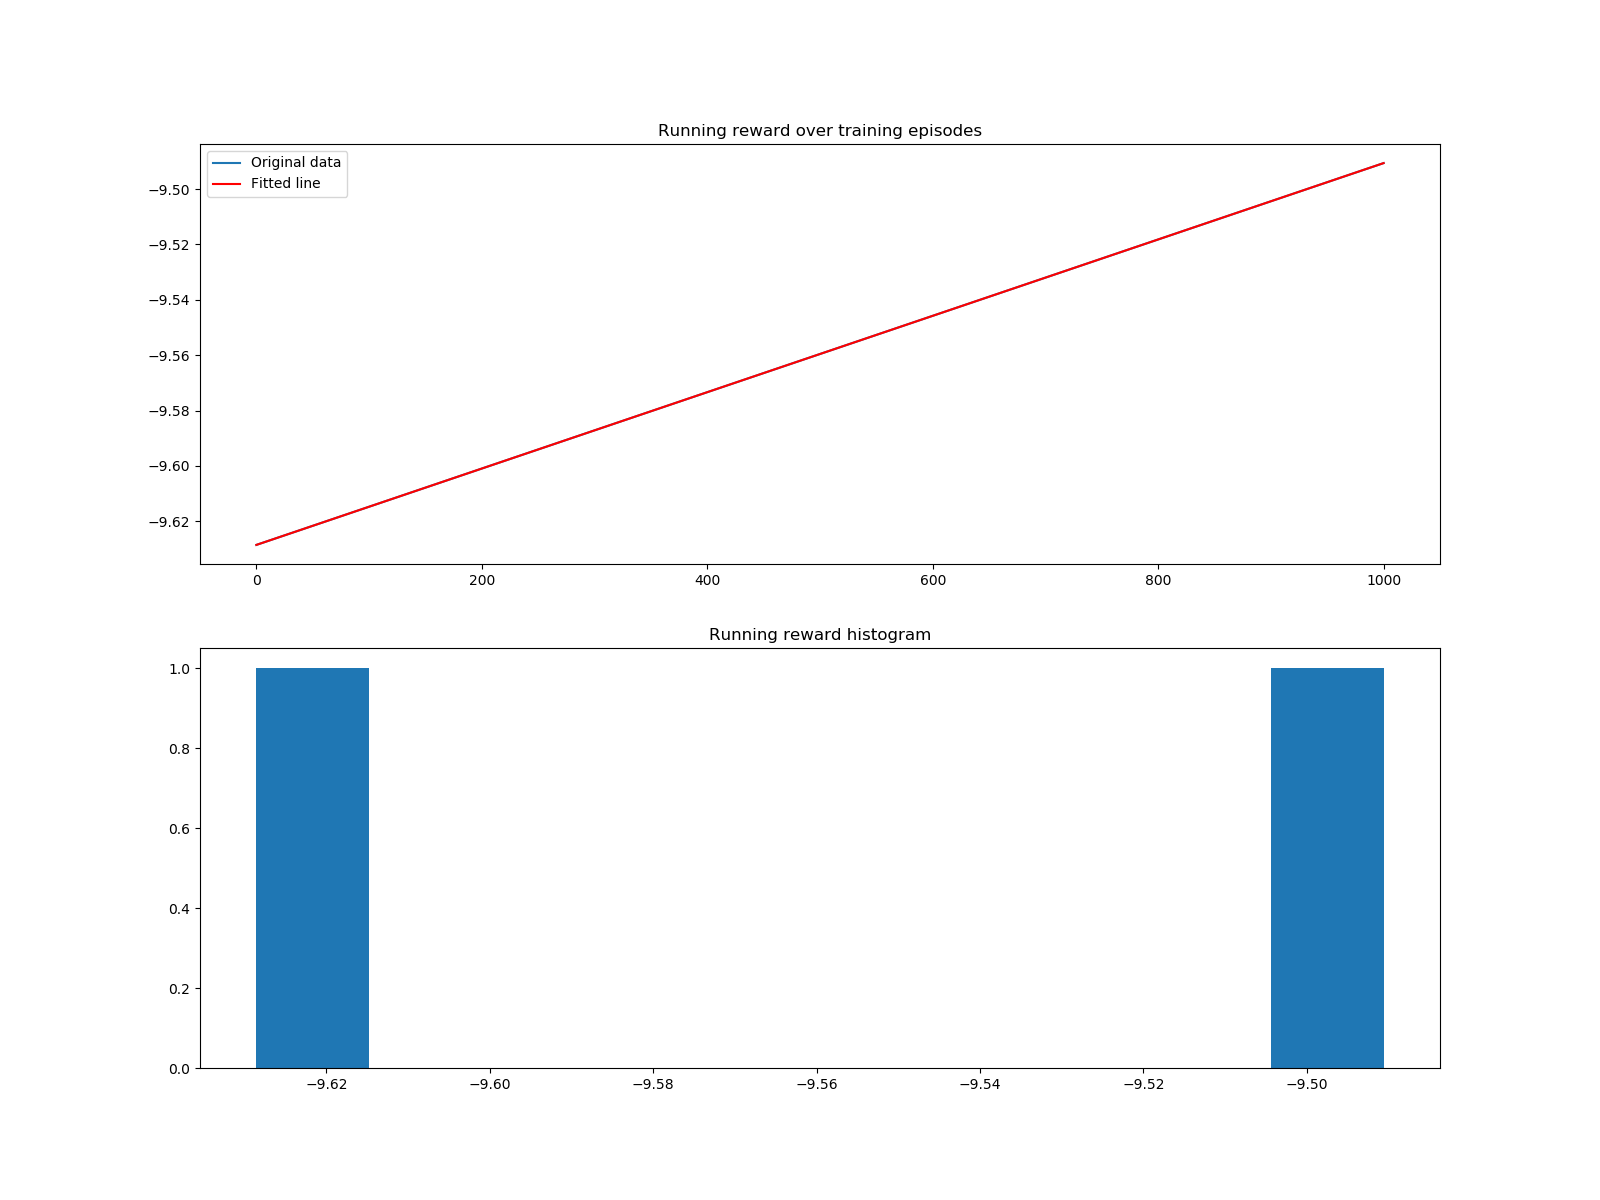 Running reward over training episodes
Original data
Fitted line
−9.50
−9.52
−9.54
−9.56
−9.58
−9.60
−9.62
0 200 400 600 800 1000
Running reward histogram
1.0
0.8
0.6
0.4
0.2
0.0
−9.62 −9.60 −9.58 −9.56 −9.54 −9.52 −9.50